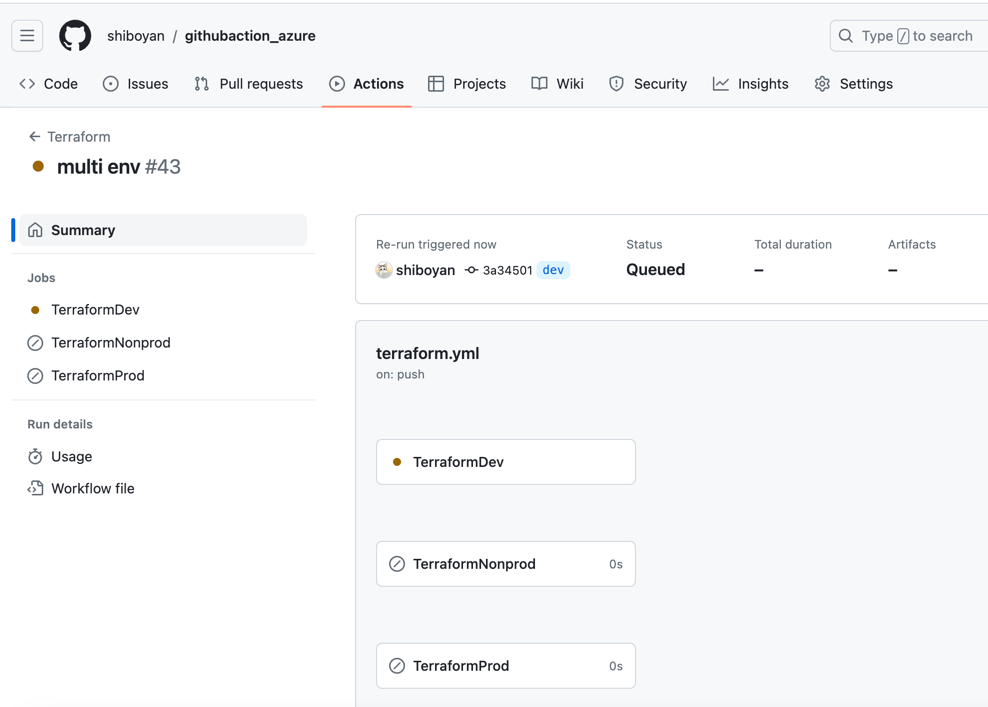 shiboyan / githubaction_azure
Type / to search
Code Issues Pull requests Actions Projects Wiki Security Insights Settings
← Terraform
multi env #43
Summary
Jobs
TerraformDev
TerraformNonprod
TerraformProd
Run details
Usage
Workflow file
Re-run triggered now
shiboyan 3a34501 dev
Status
Queued
Total duration
–
Artifacts
–
terraform.yml
on: push
TerraformDev
TerraformNonprod 0s
TerraformProd 0s